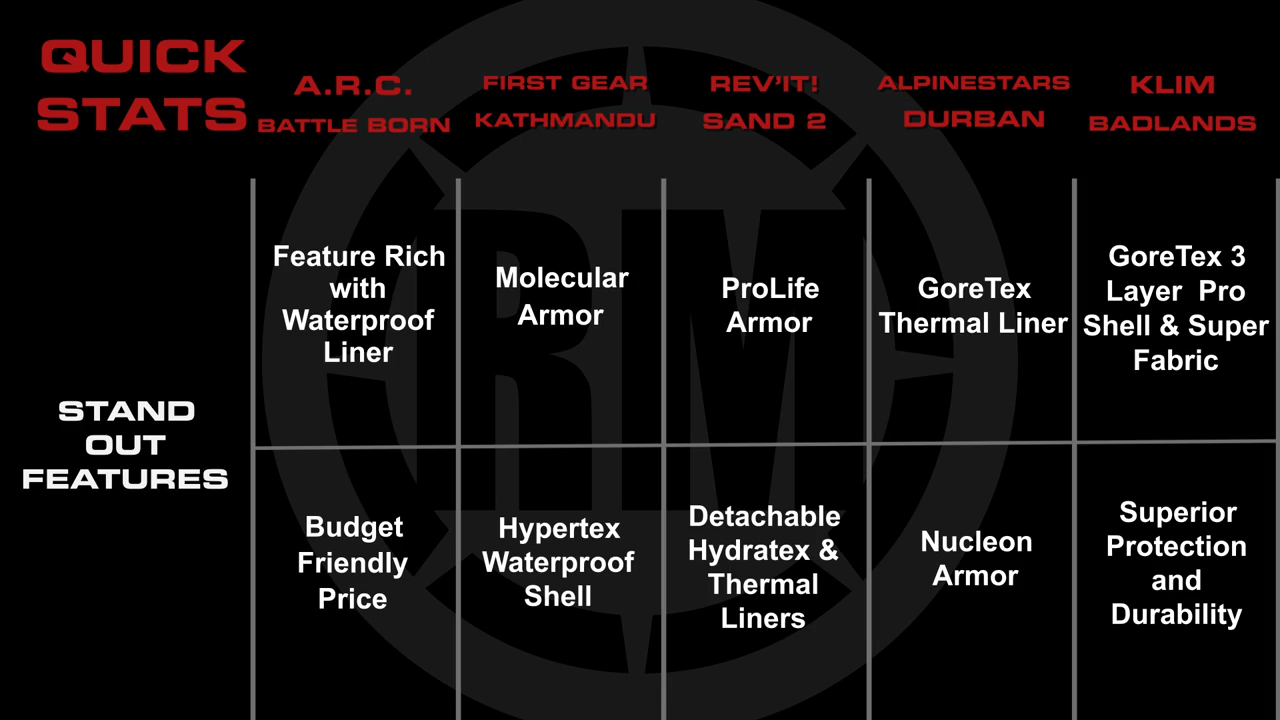 QUICK
STATS
A.R.C.
BATTLE BORN
FIRST GEAR
KATHMANDU
REV'IT!
SAND 2
ALPINESTARS
DURBAN
KLIM
BADLANDS
STAND
OUT
FEATURES
Feature Rich
with
Waterproof
Liner
Molecular
Armor
ProLife
Armor
GoreTex
Thermal Liner
GoreTex 3
Layer Pro
Shell & Super
Fabric
Budget
Friendly
Price
Hypertex
Waterproof
Shell
Detachable
Hydratex &
Thermal
Liners
Nucleon
Armor
Superior
Protection
and
Durability
RM